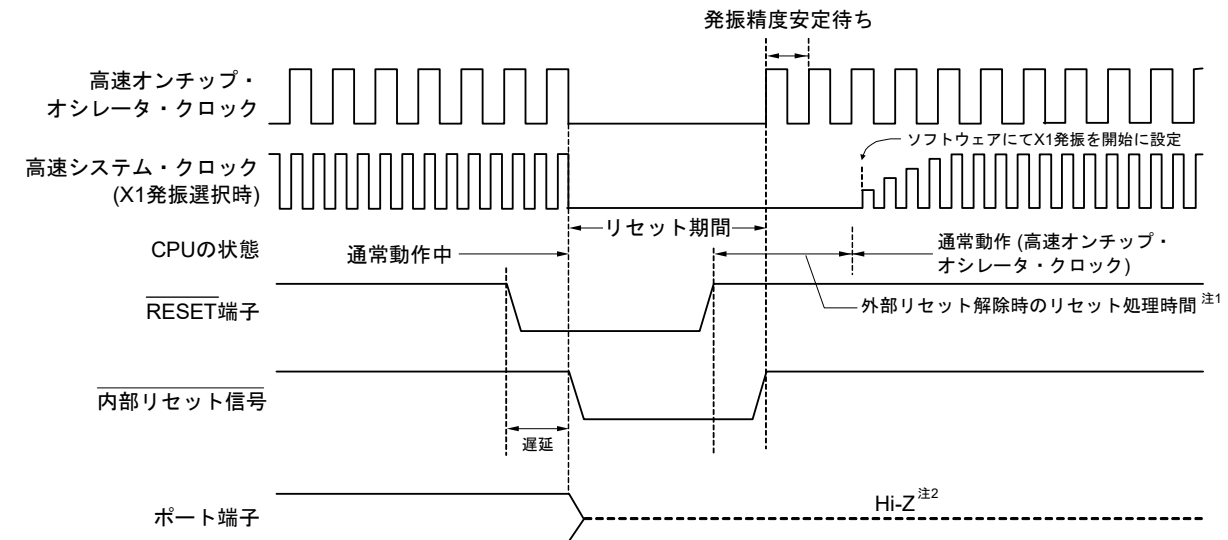 発振精度安定待ち
高速オンチップ・
オシレータ・クロック
ソフトウェアにてX1発振を開始に設定
高速システム・クロック
(X1発振選択時)
リセット期間
CPUの状態
通常動作中
通常動作 (高速オンチップ・
オシレータ・クロック)
RESET端子
外部リセット解除時のリセット処理時間 注1
内部リセット信号
遅延
ポート端子
Hi-Z 注2